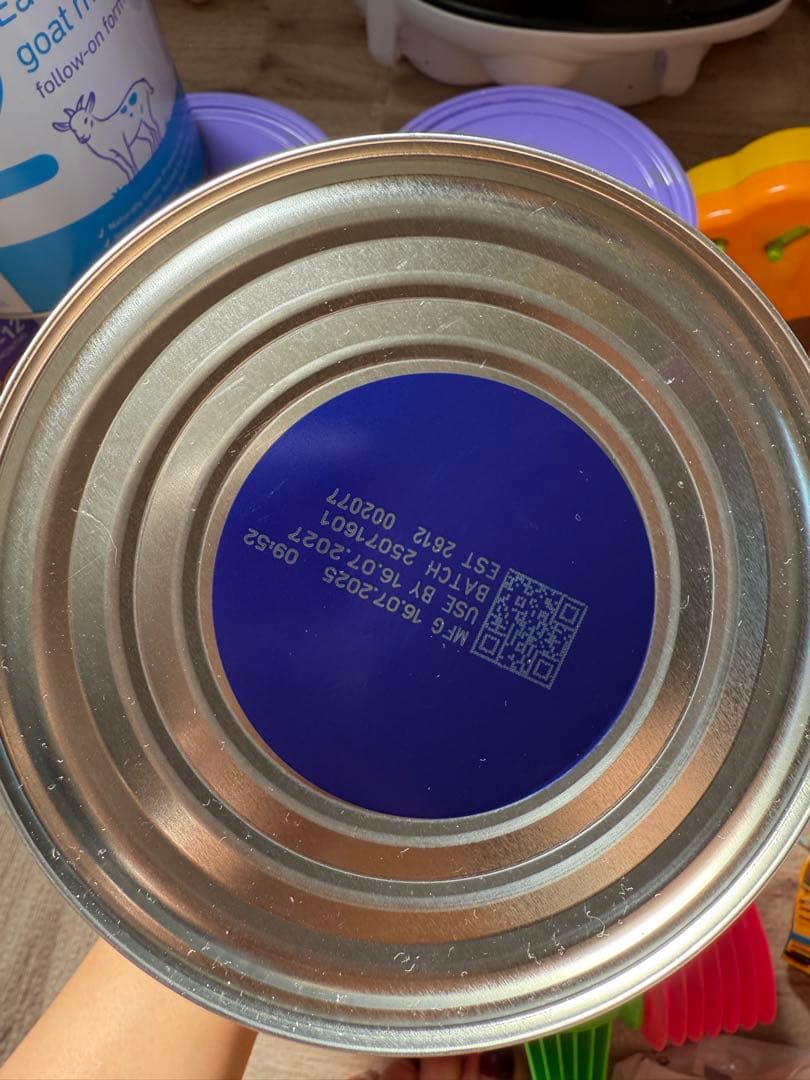 goat
follow-on
MFG 16.07.2025 09:52
USE BY 16.07.2027
BATCH 25071601
EST 2612 002077